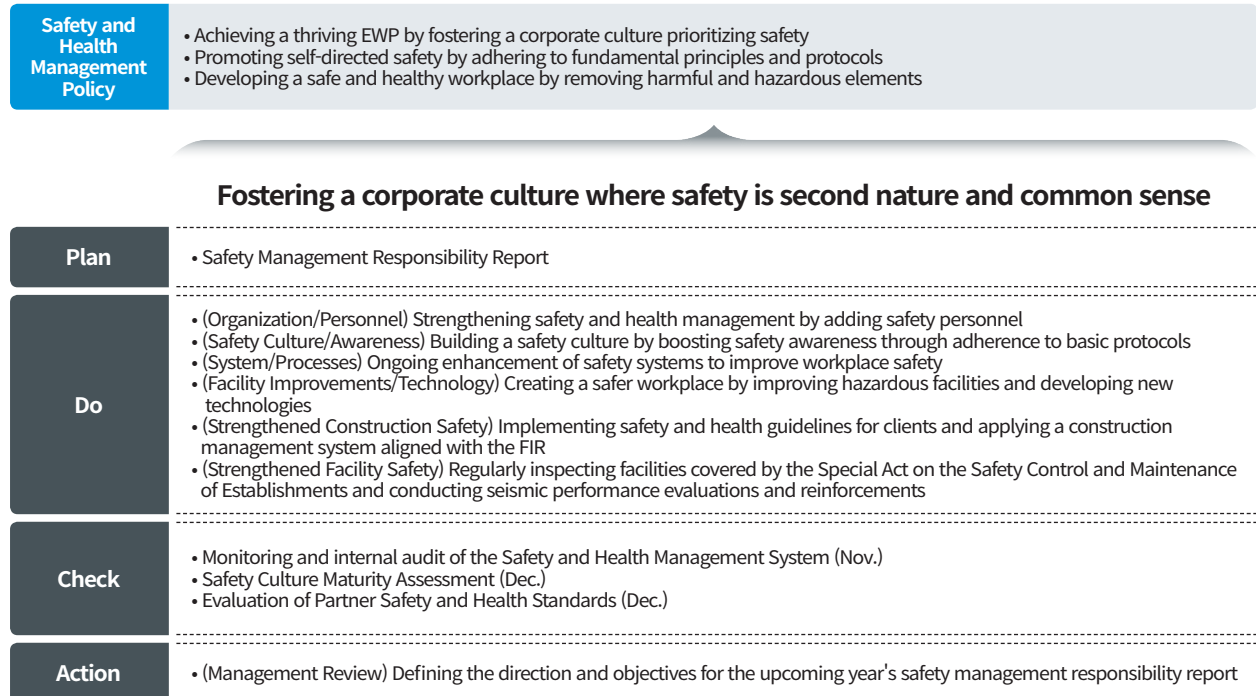 Safety and
Health
Management
Policy
• Achieving a thriving EWP by fostering a corporate culture prioritizing safety
• Promoting self-directed safety by adhering to fundamental principles and protocols
• Developing a safe and healthy workplace by removing harmful and hazardous elements
Fostering a corporate culture where safety is second nature and common sense
Plan
• Safety Management Responsibility Report
Do
• (Organization/Personnel) Strengthening safety and health management by adding safety personnel
• (Safety Culture/Awareness) Building a safety culture by boosting safety awareness through adherence to basic protocols
• (System/Processes) Ongoing enhancement of safety systems to improve workplace safety
• (Facility Improvements/Technology) Creating a safer workplace by improving hazardous facilities and developing new
technologies
• (Strengthened Construction Safety) Implementing safety and health guidelines for clients and applying a construction
management system aligned with the FIR
• (Strengthened Facility Safety) Regularly inspecting facilities covered by the Special Act on the Safety Control and Maintenance
of Establishments and conducting seismic performance evaluations and reinforcements
Check
• Monitoring and internal audit of the Safety and Health Management System (Nov.)
• Safety Culture Maturity Assessment (Dec.)
• Evaluation of Partner Safety and Health Standards (Dec.)
Action
• (Management Review) Defining the direction and objectives for the upcoming year's safety management responsibility report